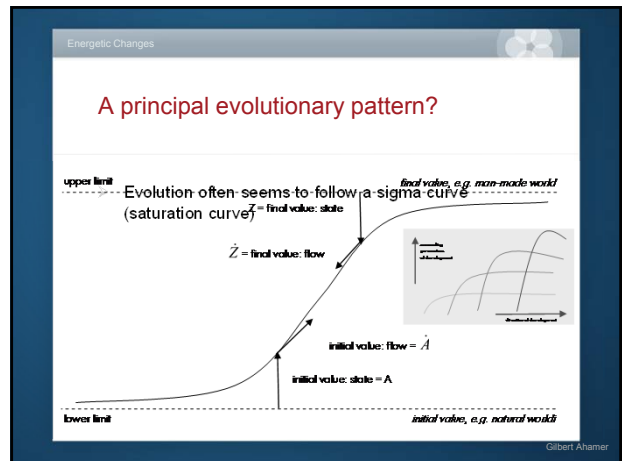 Energetic Changes
A principal evolutionary pattern?
upper limit
final value, e.g. man-made world
Evolution often seems to follow a sigma curve
(saturation curve)
Z = final value: state
Ż = final value: flow
initial value: flow = Ȧ
initial value: state = A
lower limit
initial value, e.g. natural worldi
Gilbert Ahamer